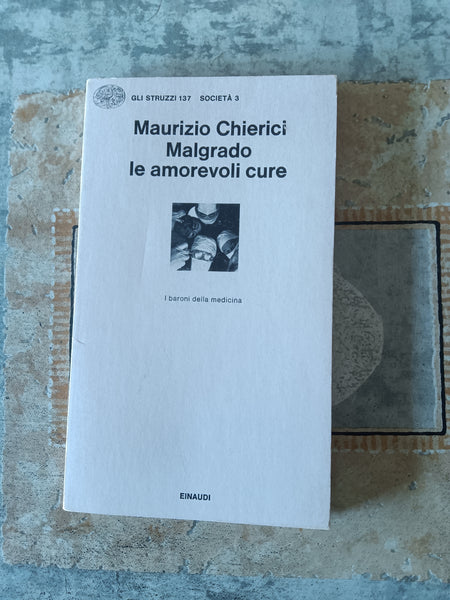 GLI STRUZZI 137 SOCIETÀ 3
Maurizio Chierici
Malgrado
le amorevoli cure
I baroni della medicina
EINAUDI